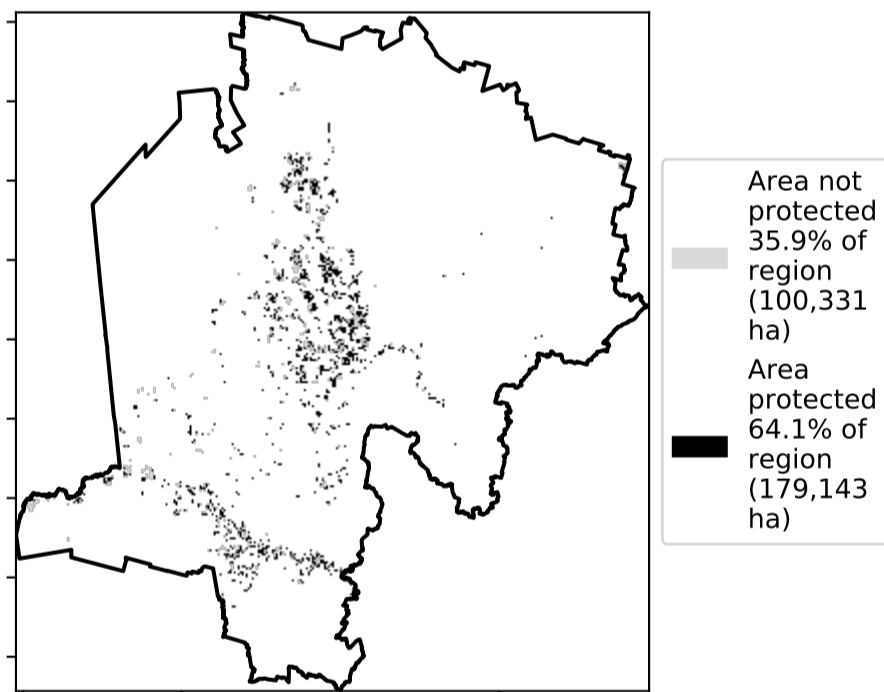 Area not
protected
35.9% of
region
(100,331
ha)
Area
protected
64.1% of
region
(179,143
ha)